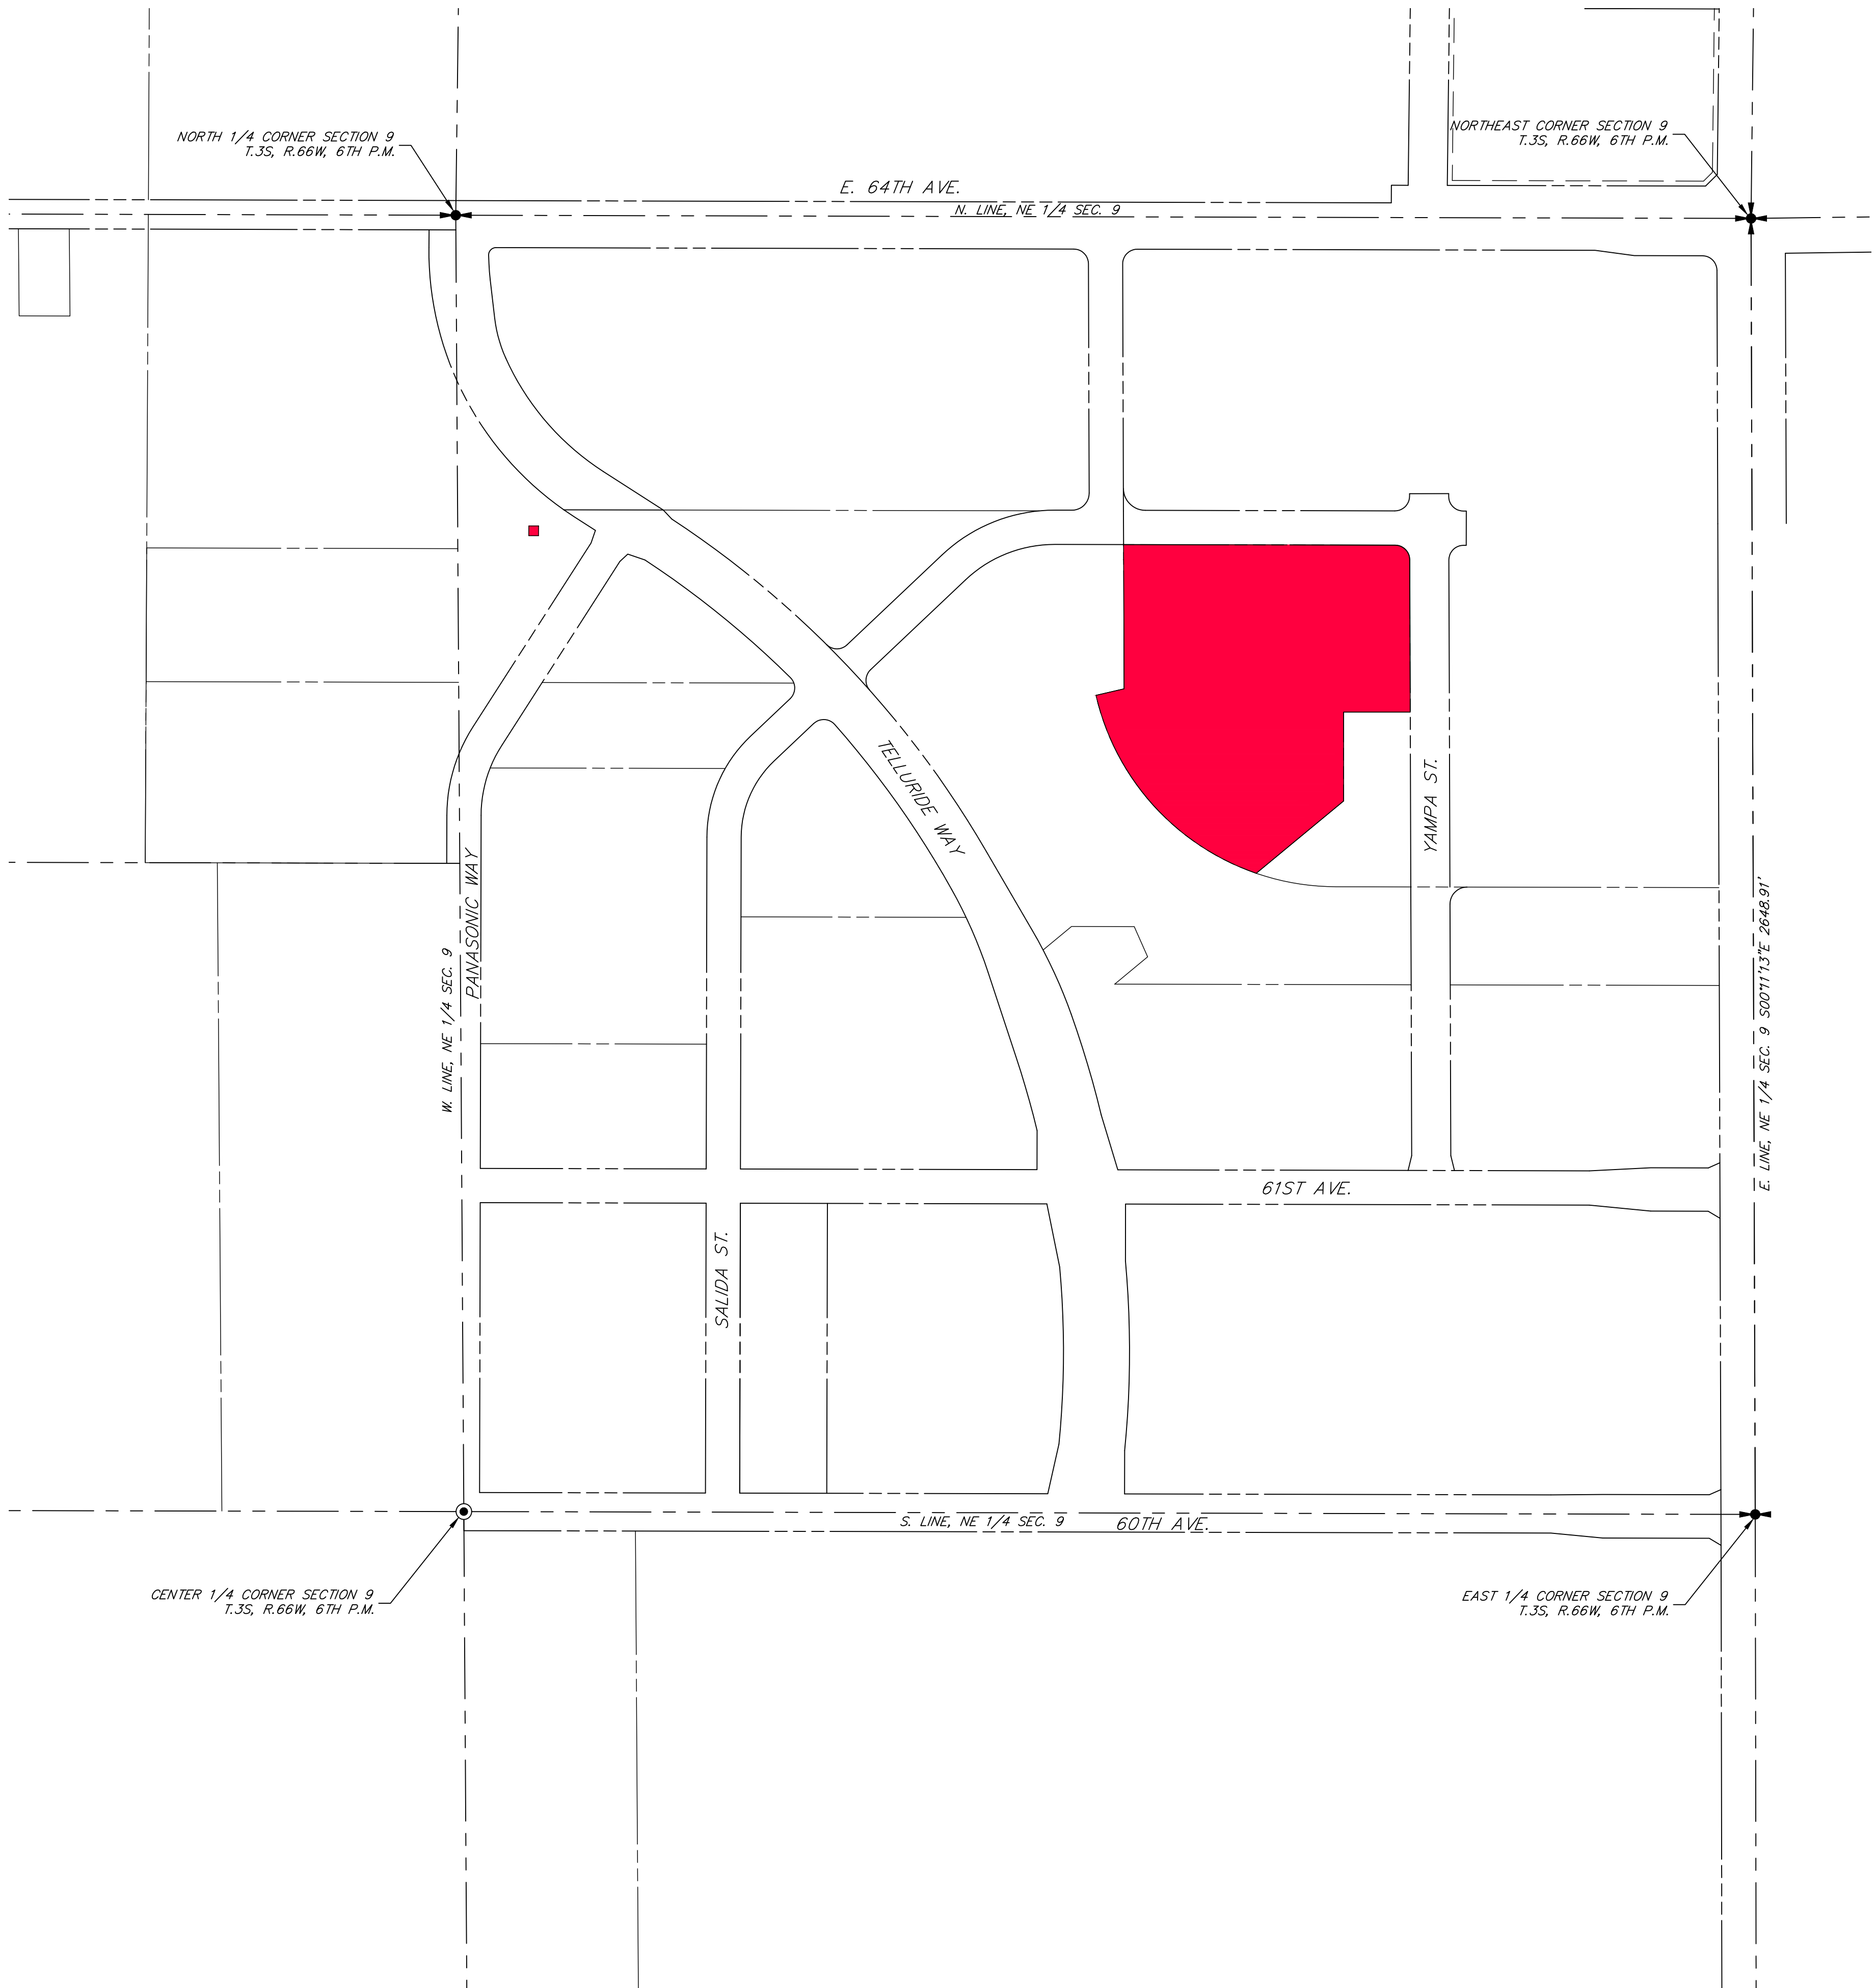 NORTH 1/4 CORNER SECTION 9
T.3S, R.66W, 6TH P.M.
NORTHEAST CORNER SECTION 9
T.3S, R.66W, 6TH P.M.
E. 64TH AVE.
N. LINE, NE 1/4 SEC. 9
TELLURIDE WAY
YAMPA ST.
PANASONIC WAY
W. LINE, NE 1/4 SEC. 9
E. LINE, NE 1/4 SEC. 9 S00°11'13"E 2648.91'
61ST AVE.
SALIDA ST.
S. LINE, NE 1/4 SEC. 9
60TH AVE.
CENTER 1/4 CORNER SECTION 9
T.3S, R.66W, 6TH P.M.
EAST 1/4 CORNER SECTION 9
T.3S, R.66W, 6TH P.M.